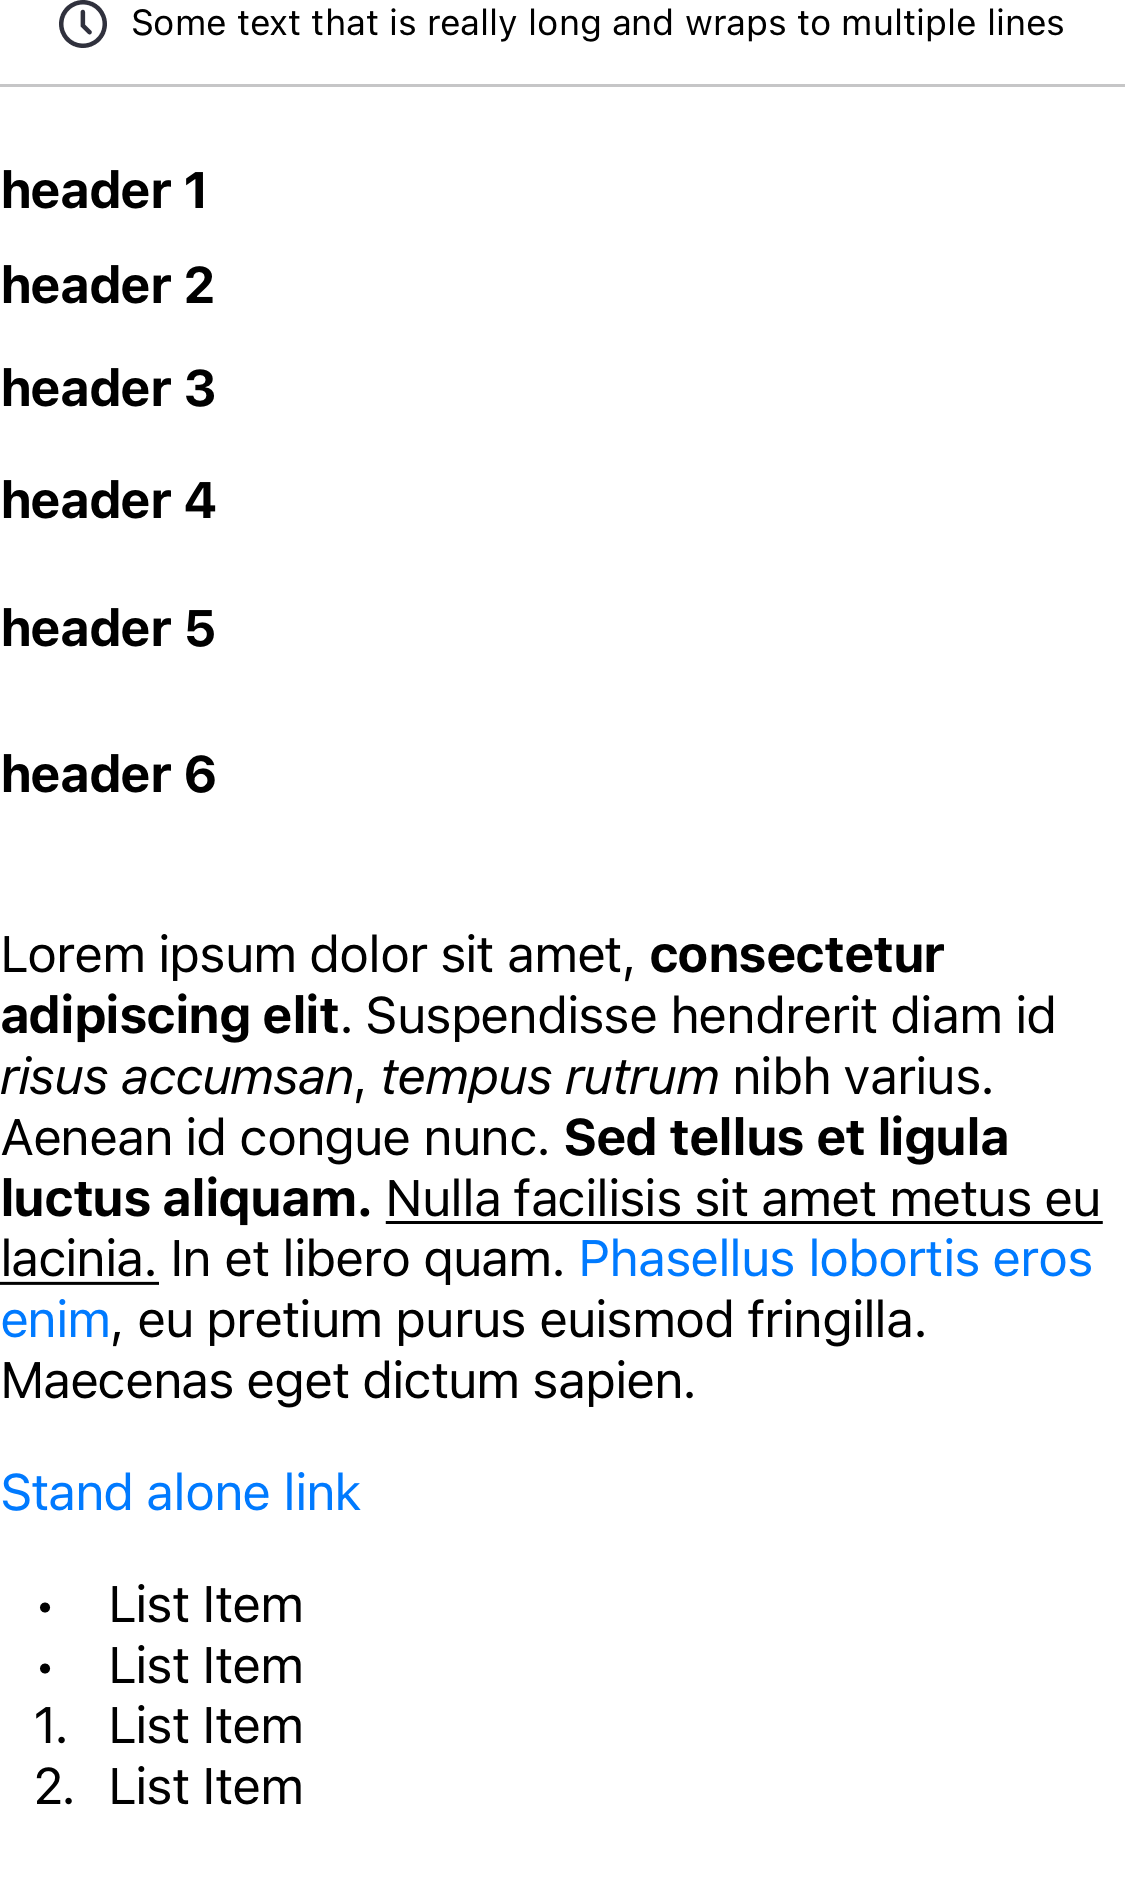 Some text that is really long and wraps to multiple lines
header 1
header 2
header 3
header 4
header 5
header 6
Lorem ipsum dolor sit amet, consectetur
adipiscing elit. Suspendisse hendrerit diam id
risus accumsan, tempus rutrum nibh varius.
Aenean id congue nunc. Sed tellus et ligula
luctus aliquam. Nulla facilisis sit amet metus eu
lacinia. In et libero quam. Phasellus lobortis eros
enim, eu pretium purus euismod fringilla.
Maecenas eget dictum sapien.
Stand alone link
• List Item
• List Item
1. List Item
2. List Item